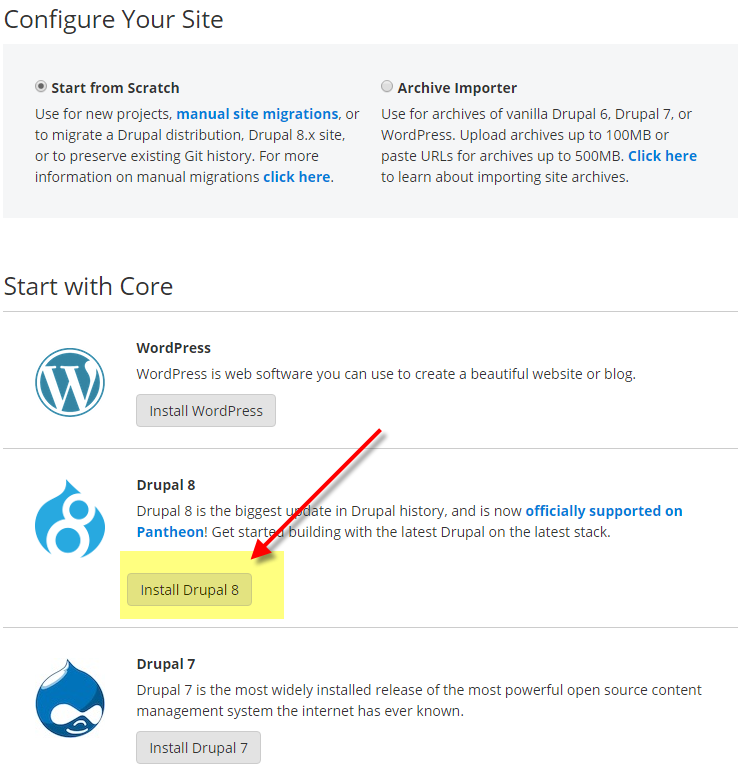 Configure Your Site
Start from Scratch
Use for new projects, manual site migrations, or
to migrate a Drupal distribution, Drupal 8.x site,
or to preserve existing Git history. For more
information on manual migrations click here.
Archive Importer
Use for archives of vanilla Drupal 6, Drupal 7, or
WordPress. Upload archives up to 100MB or
paste URLs for archives up to 500MB. Click here
to learn about importing site archives.
Start with Core
WordPress
WordPress is web software you can use to create a beautiful website or blog.
Install WordPress
Drupal 8
Drupal 8 is the biggest update in Drupal history, and is now officially supported on
Pantheon! Get started building with the latest Drupal on the latest stack.
Install Drupal 8
Drupal 7
Drupal 7 is the most widely installed release of the most powerful open source content
management system the internet has ever known.
Install Drupal 7